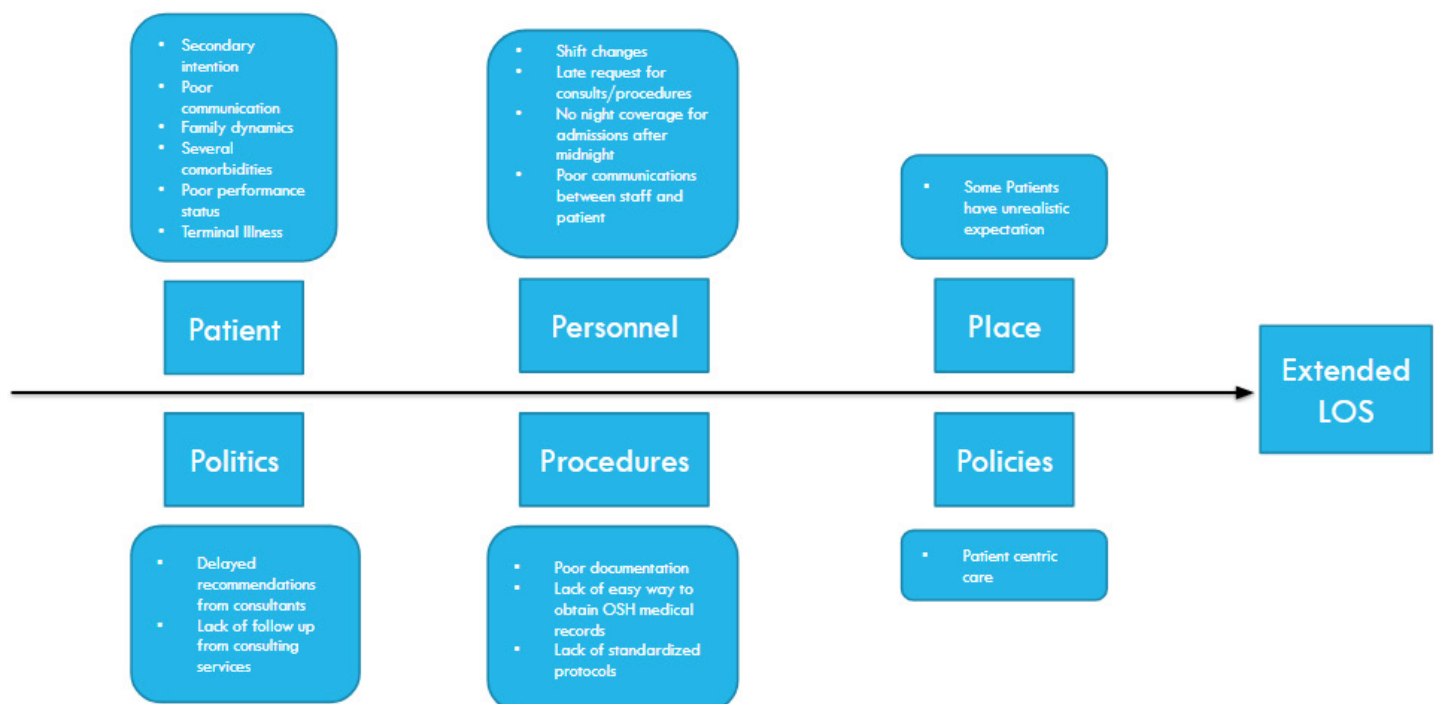 ▪ Secondary
intention
▪ Poor
communication
▪ Family dynamics
▪ Several
comorbidities
▪ Poor performance
status
▪ Terminal Illness
▪ Shift changes
▪ Late request for
consults/procedures
▪ No night coverage for
admissions after
midnight
▪ Poor communications
between staff and
patient
▪ Some Patients
have unrealistic
expectation
Patient
Personnel
Place
Extended
LOS
Politics
Procedures
Policies
▪ Delayed
recommendations
from consultants
▪ Lack of follow up
from consulting
services
▪ Poor documentation
▪ Lack of easy way to
obtain OSH medical
records
▪ Lack of standardized
protocols
▪ Patient centric
care